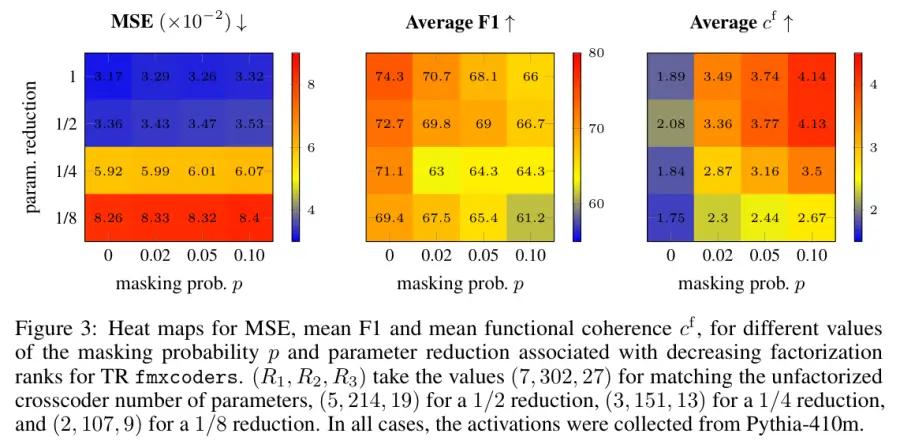 MSE (×10⁻²) ↓ Average F1 ↑ Average cᶠ ↑
param. reduction
1 3.17 3.29 3.26 3.32 74.3 70.7 68.1 66 1.89 3.49 3.74 4.14
1/2 3.36 3.43 3.47 3.53 72.7 69.8 69 66.7 2.08 3.36 3.77 4.13
1/4 5.92 5.99 6.01 6.07 71.1 63 64.3 64.3 1.84 2.87 3.16 3.5
1/8 8.26 8.33 8.32 8.4 69.4 67.5 65.4 61.2 1.75 2.3 2.44 2.67
8 6 4
80 70 60
4 3 2
0 0.02 0.05 0.10 0 0.02 0.05 0.10 0 0.02 0.05 0.10
masking prob. p masking prob. p masking prob. p
Figure 3: Heat maps for MSE, mean F1 and mean functional coherence cᶠ, for different values
of the masking probability p and parameter reduction associated with decreasing factorization
ranks for TR fmxcoders. (R₁, R₂, R₃) take the values (7, 302, 27) for matching the unfactorized
crosscoder number of parameters, (5, 214, 19) for a 1/2 reduction, (3, 151, 13) for a 1/4 reduction,
and (2, 107, 9) for a 1/8 reduction. In all cases, the activations were collected from Pythia-410m.